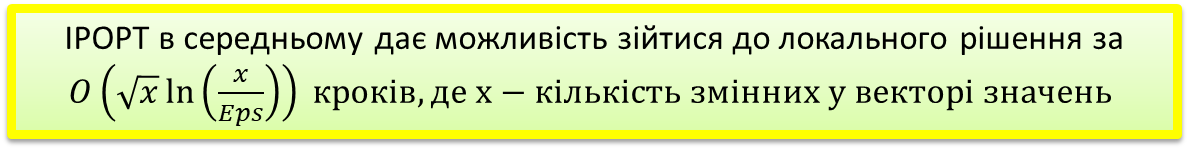 IPOPT в середньому дає можливість зійтися до локального рішення за
𝑂 (√𝑥 ln (𝑥/𝐸𝑝𝑠)) кроків, де x − кількість змінних у векторі значень